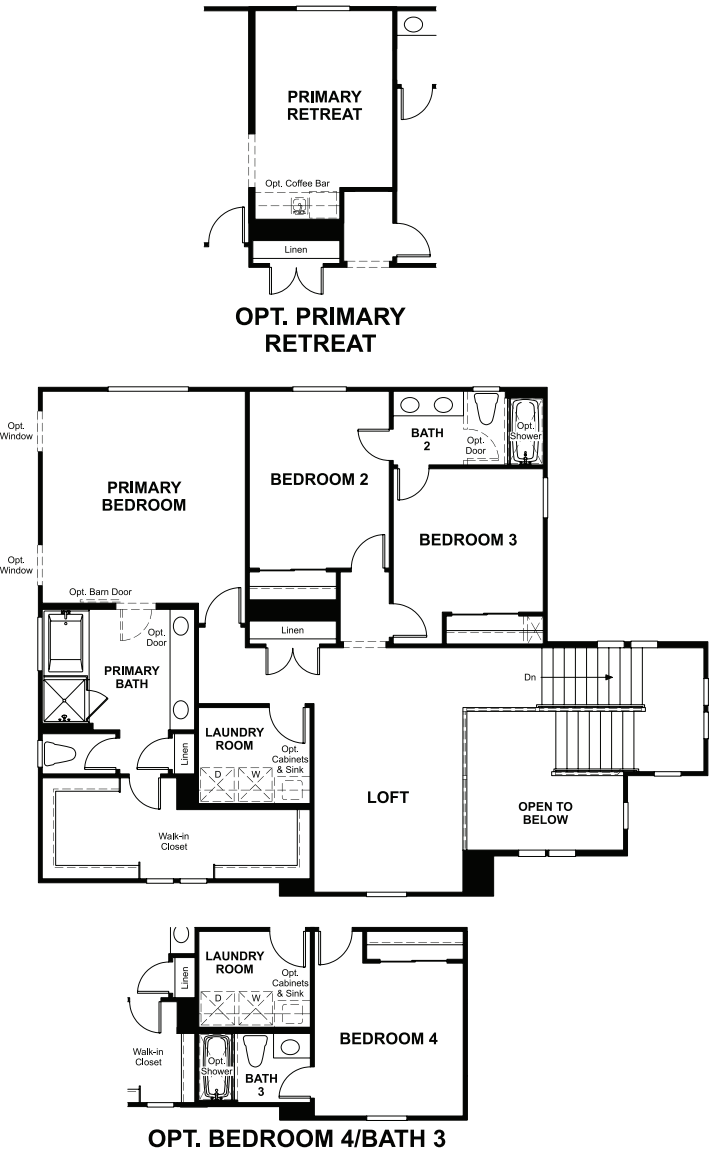 PRIMARY
RETREAT
Opt. Coffee Bar
Linen
OPT. PRIMARY
RETREAT
Opt.
Window
PRIMARY
BEDROOM
BEDROOM 2
BATH
2
Opt.
Door
Opt.
Shower
BEDROOM 3
Opt.
Window
Opt. Barn Door
Opt.
Door
PRIMARY
BATH
Linen
Linen
Dn
LAUNDRY
ROOM
Opt.
Cabinets
& Sink
D
W
LOFT
OPEN TO
BELOW
Walk-in
Closet
Linen
LAUNDRY
ROOM
Opt.
Cabinets
& Sink
D
W
BEDROOM 4
Walk-in
Closet
Opt.
Shower
BATH
3
OPT. BEDROOM 4/BATH 3